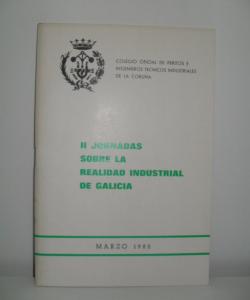 COLEGIO OFICIAL DE PERITOS E
INGENIEROS TECNICOS INDUSTRIALES
DE LA CORUÑA
II JORNADAS
SOBRE LA
REALIDAD INDUSTRIAL
DE GALICIA
MARZO 1980